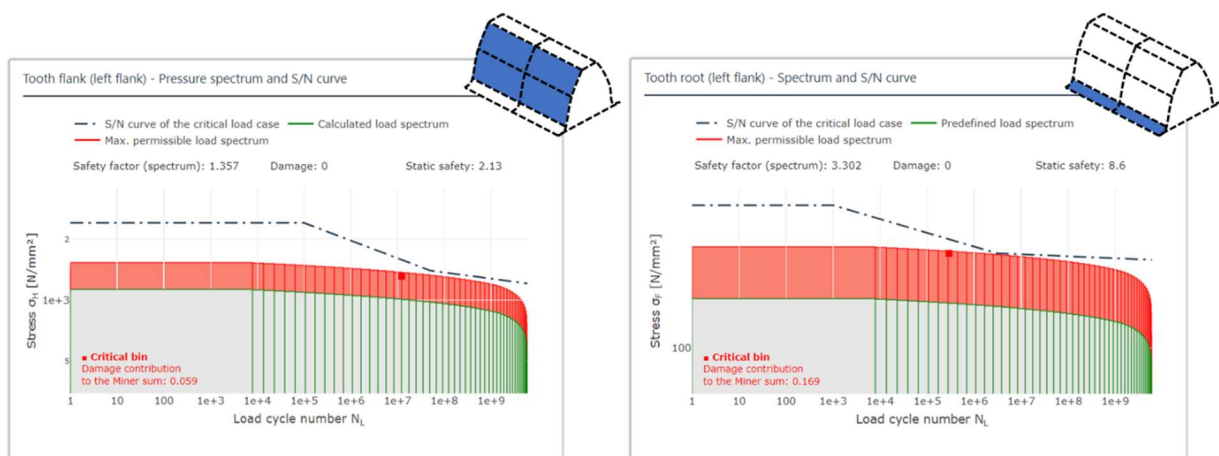 Tooth flank (left flank) - Pressure spectrum and S/N curve
S/N curve of the critical load case Calculated load spectrum
Max. permissible load spectrum
Safety factor (spectrum): 1.357 Damage: 0 Static safety: 2.13
Stress σH [N/mm²]
2
1e+3
5
Critical bin
Damage contribution
to the Miner sum: 0.059
1 10 100 1e+3 1e+4 1e+5 1e+6 1e+7 1e+8 1e+9
Load cycle number NL
Tooth root (left flank) - Spectrum and S/N curve
S/N curve of the critical load case Predefined load spectrum
Max. permissible load spectrum
Safety factor (spectrum): 3.302 Damage: 0 Static safety: 8.6
Stress σF [N/mm²]
100
Critical bin
Damage contribution
to the Miner sum: 0.169
1 10 100 1e+3 1e+4 1e+5 1e+6 1e+7 1e+8 1e+9
Load cycle number NL